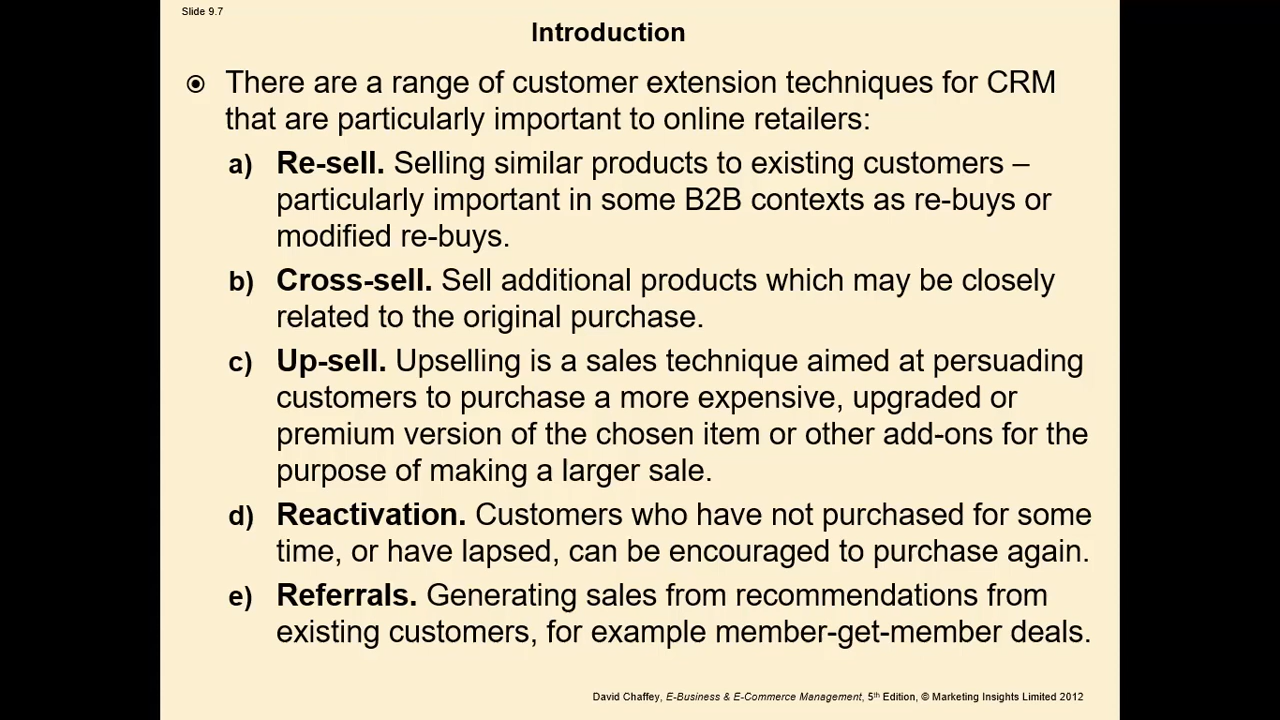 Slide 9.7
Introduction
There are a range of customer extension techniques for CRM
that are particularly important to online retailers:
a) Re-sell. Selling similar products to existing customers –
particularly important in some B2B contexts as re-buys or
modified re-buys.
b) Cross-sell. Sell additional products which may be closely
related to the original purchase.
c) Up-sell. Upselling is a sales technique aimed at persuading
customers to purchase a more expensive, upgraded or
premium version of the chosen item or other add-ons for the
purpose of making a larger sale.
d) Reactivation. Customers who have not purchased for some
time, or have lapsed, can be encouraged to purchase again.
e) Referrals. Generating sales from recommendations from
existing customers, for example member-get-member deals.
David Chaffey, E-Business & E-Commerce Management, 5th Edition, © Marketing Insights Limited 2012